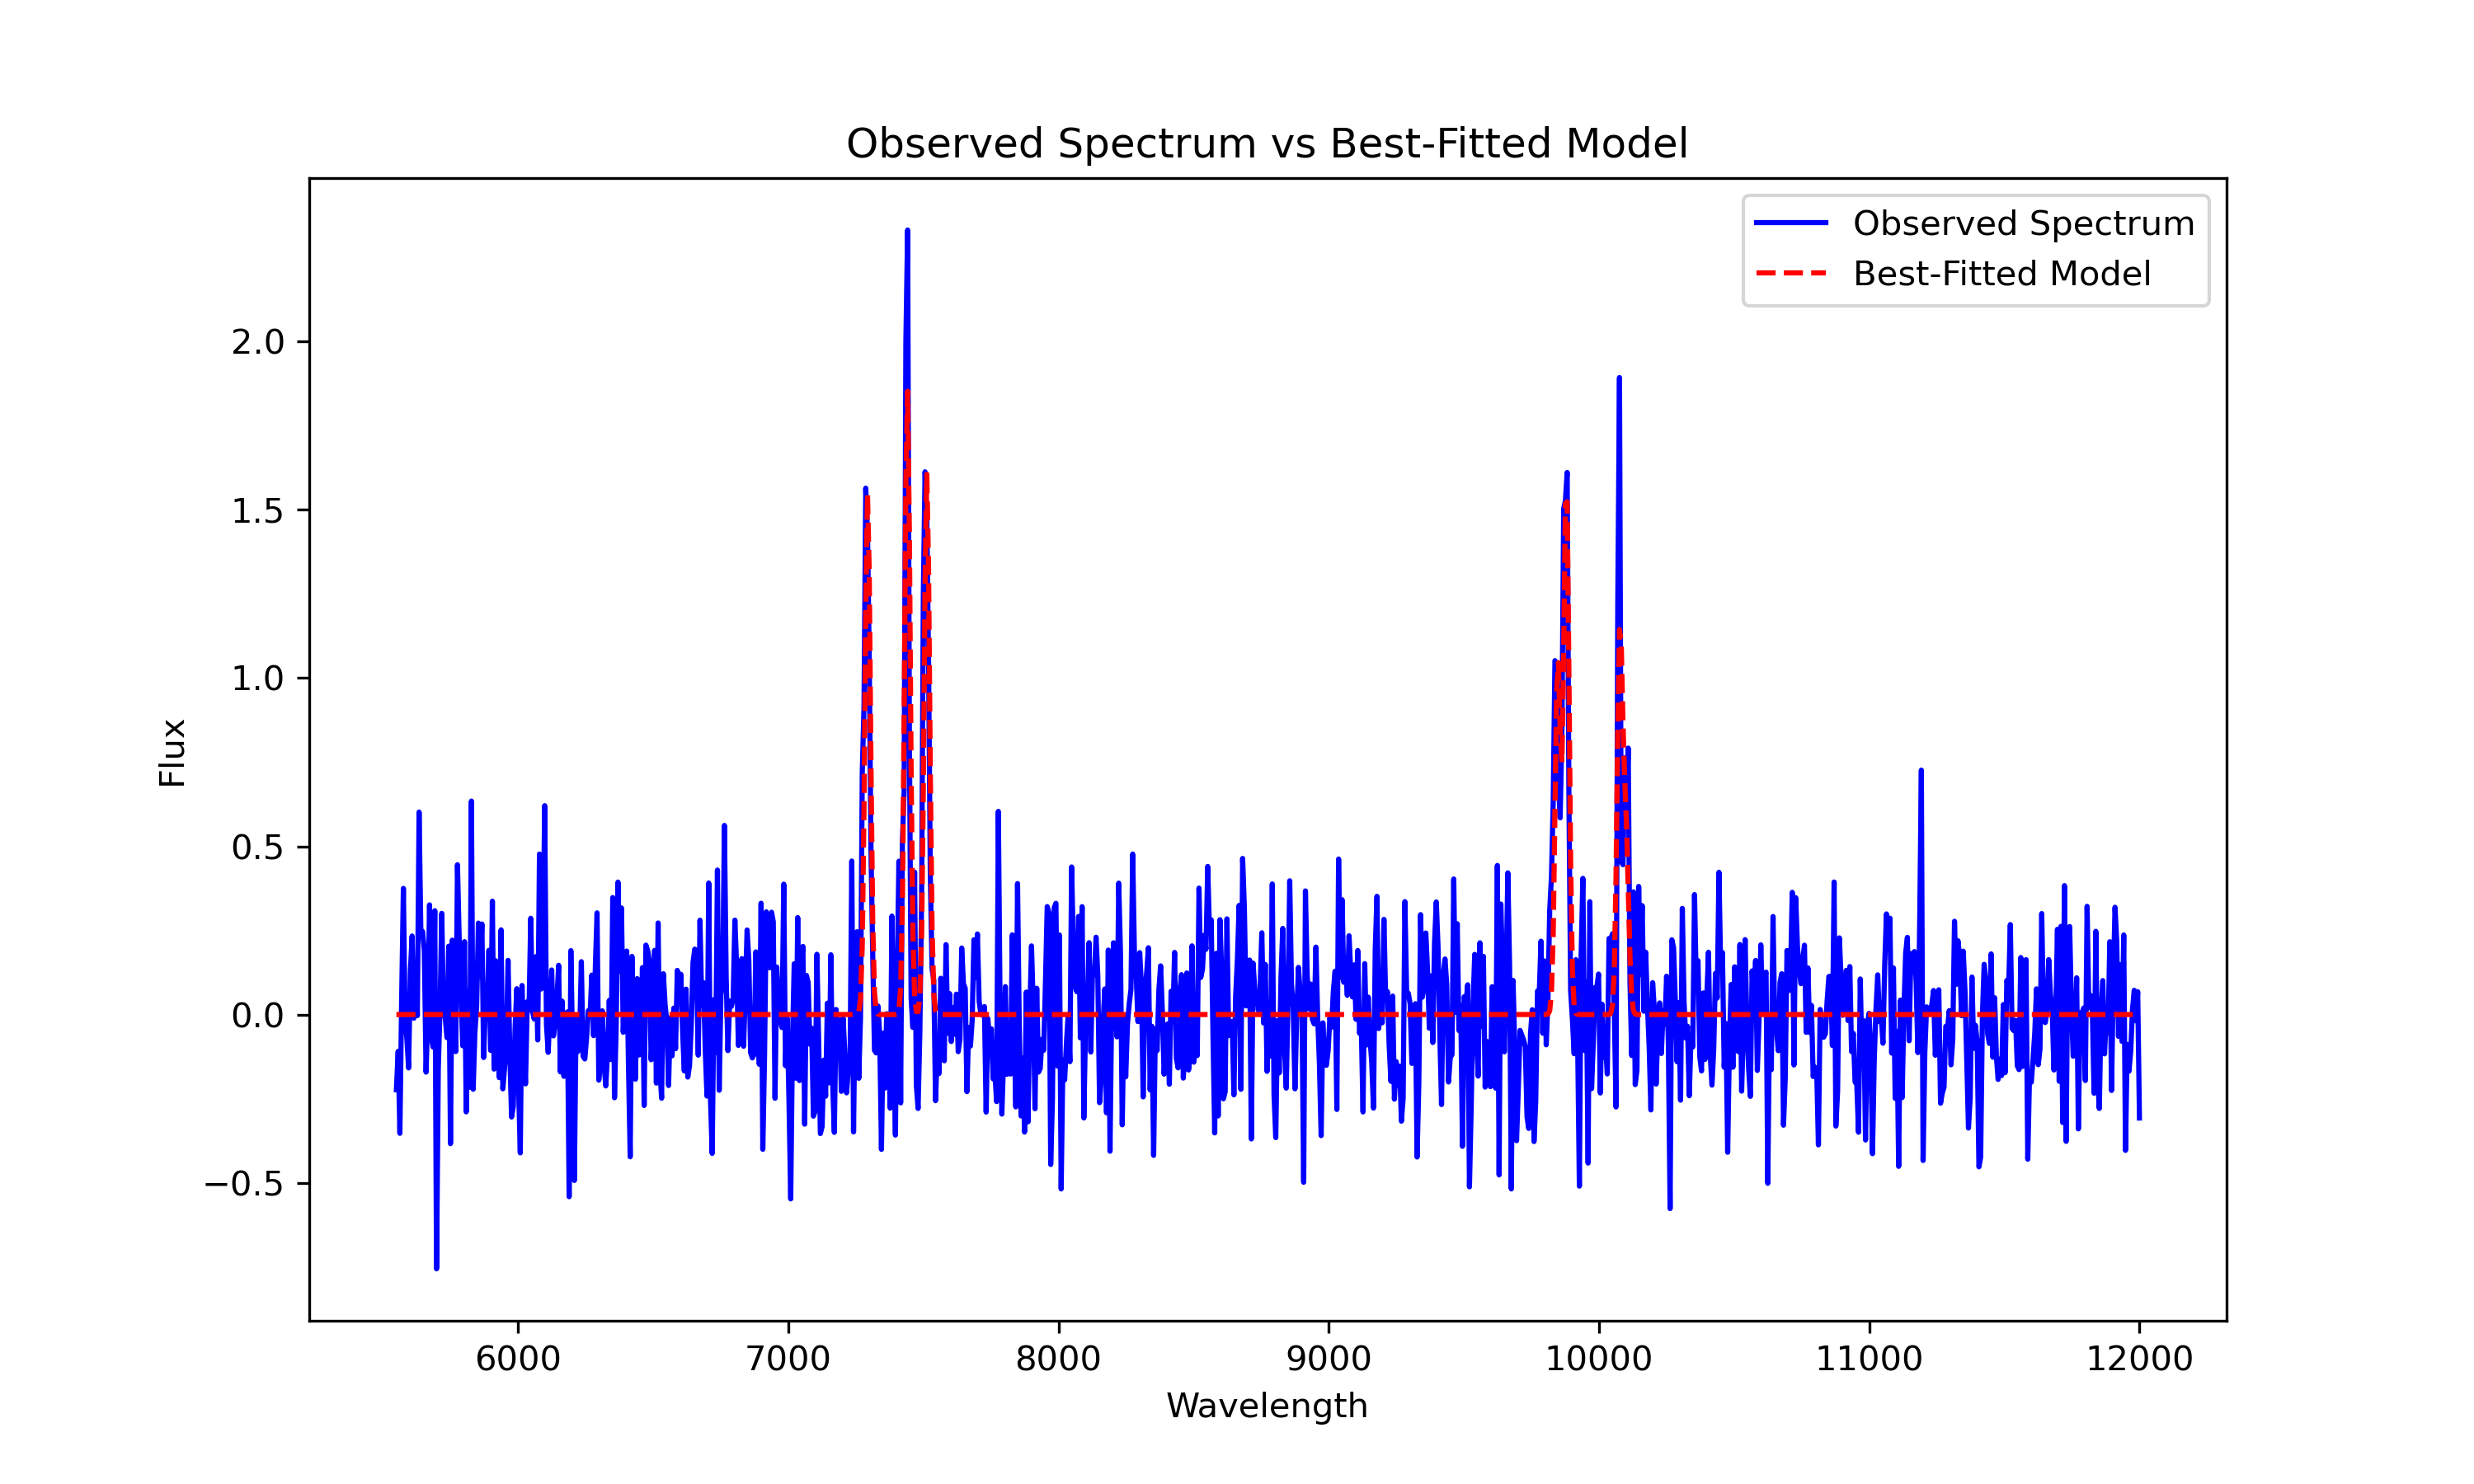 Observed Spectrum vs Best-Fitted Model
Observed Spectrum
Best-Fitted Model
2.0
1.5
1.0
0.5
0.0
−0.5
Flux
6000 7000 8000 9000 10000 11000 12000
Wavelength